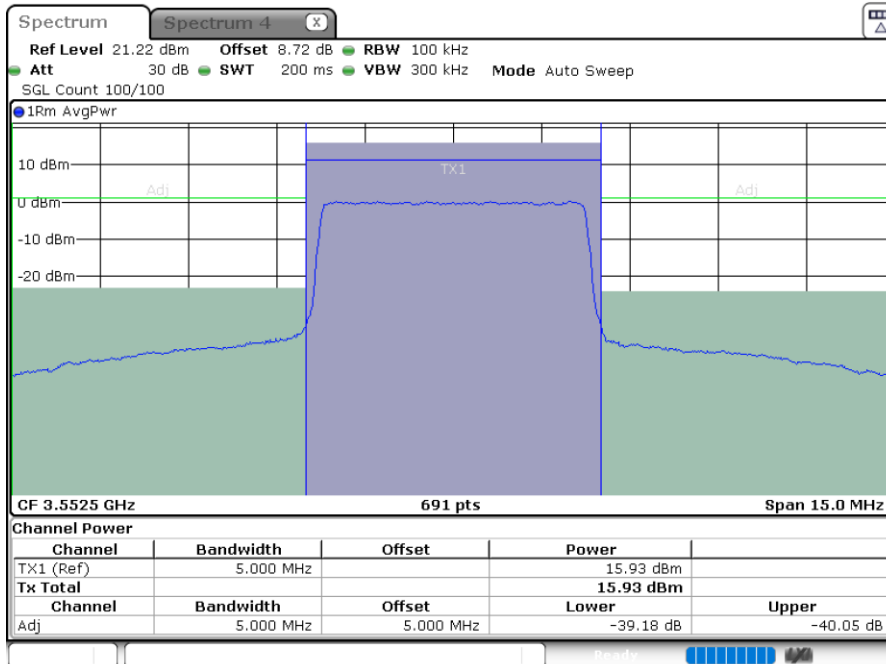 Spectrum Spectrum 4 X
Ref Level 21.22 dBm Offset 8.72 dB RBW 100 kHz
Att 30 dB SWT 200 ms VBW 300 kHz Mode Auto Sweep
SGL Count 100/100
1Rm AvgPwr
10 dBm
TX1
Adj Adj
0 dBm
-10 dBm
-20 dBm
CF 3.5525 GHz 691 pts Span 15.0 MHz
Channel Power
Channel Bandwidth Offset Power
TX1 (Ref) 5.000 MHz 15.93 dBm
Tx Total 15.93 dBm
Channel Bandwidth Offset Lower Upper
Adj 5.000 MHz 5.000 MHz -39.18 dB -40.05 dB
Ready